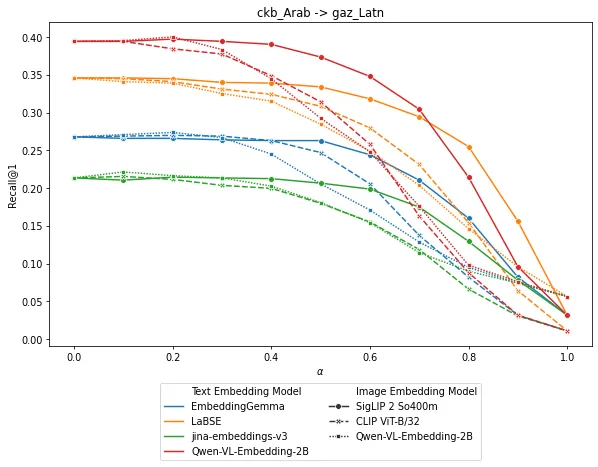 ckb_Arab -> gaz_Latn
Recall@1
0.40
0.35
0.30
0.25
0.20
0.15
0.10
0.05
0.00
0.0 0.2 0.4 0.6 0.8 1.0
α
Text Embedding Model
EmbeddingGemma
LaBSE
jina-embeddings-v3
Qwen-VL-Embedding-2B
Image Embedding Model
SigLIP 2 So400m
CLIP ViT-B/32
Qwen-VL-Embedding-2B